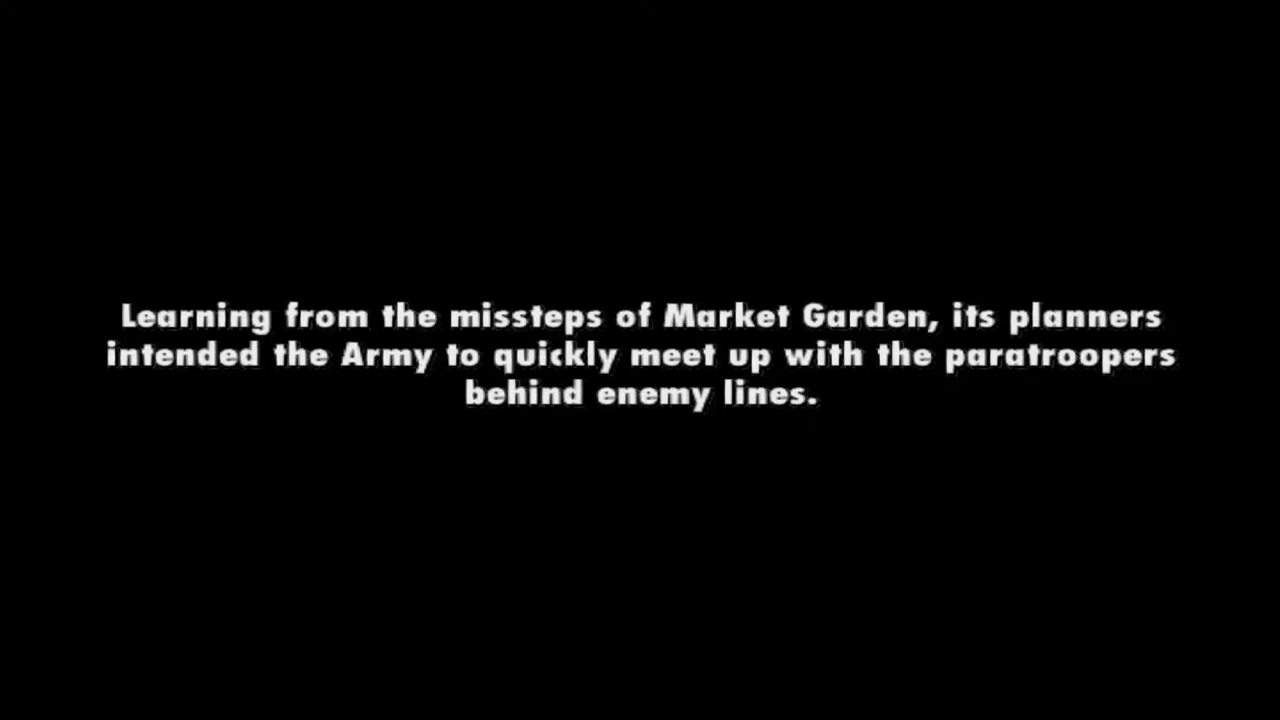 Learning from the missteps of Market Garden, its planners
intended the Army to quickly meet up with the paratroopers
behind enemy lines.